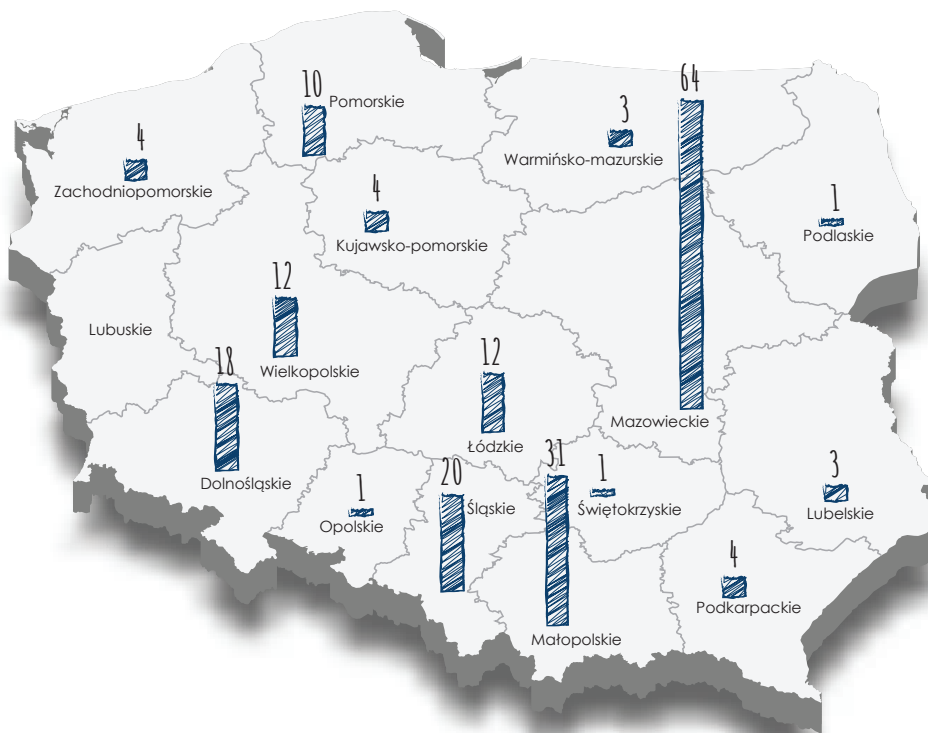 64
10
Pomorskie
3
Warmińsko-mazurskie
4
Zachodniopomorskie
4
Kujawsko-pomorskie
1
Podlaskie
12
Wielkopolskie
Lubuskie
18
Dolnośląskie
12
Łódzkie
Mazowieckie
31
20
Śląskie
1
Świętokrzyskie
3
Lubelskie
1
Opolskie
4
Podkarpackie
Małopolskie